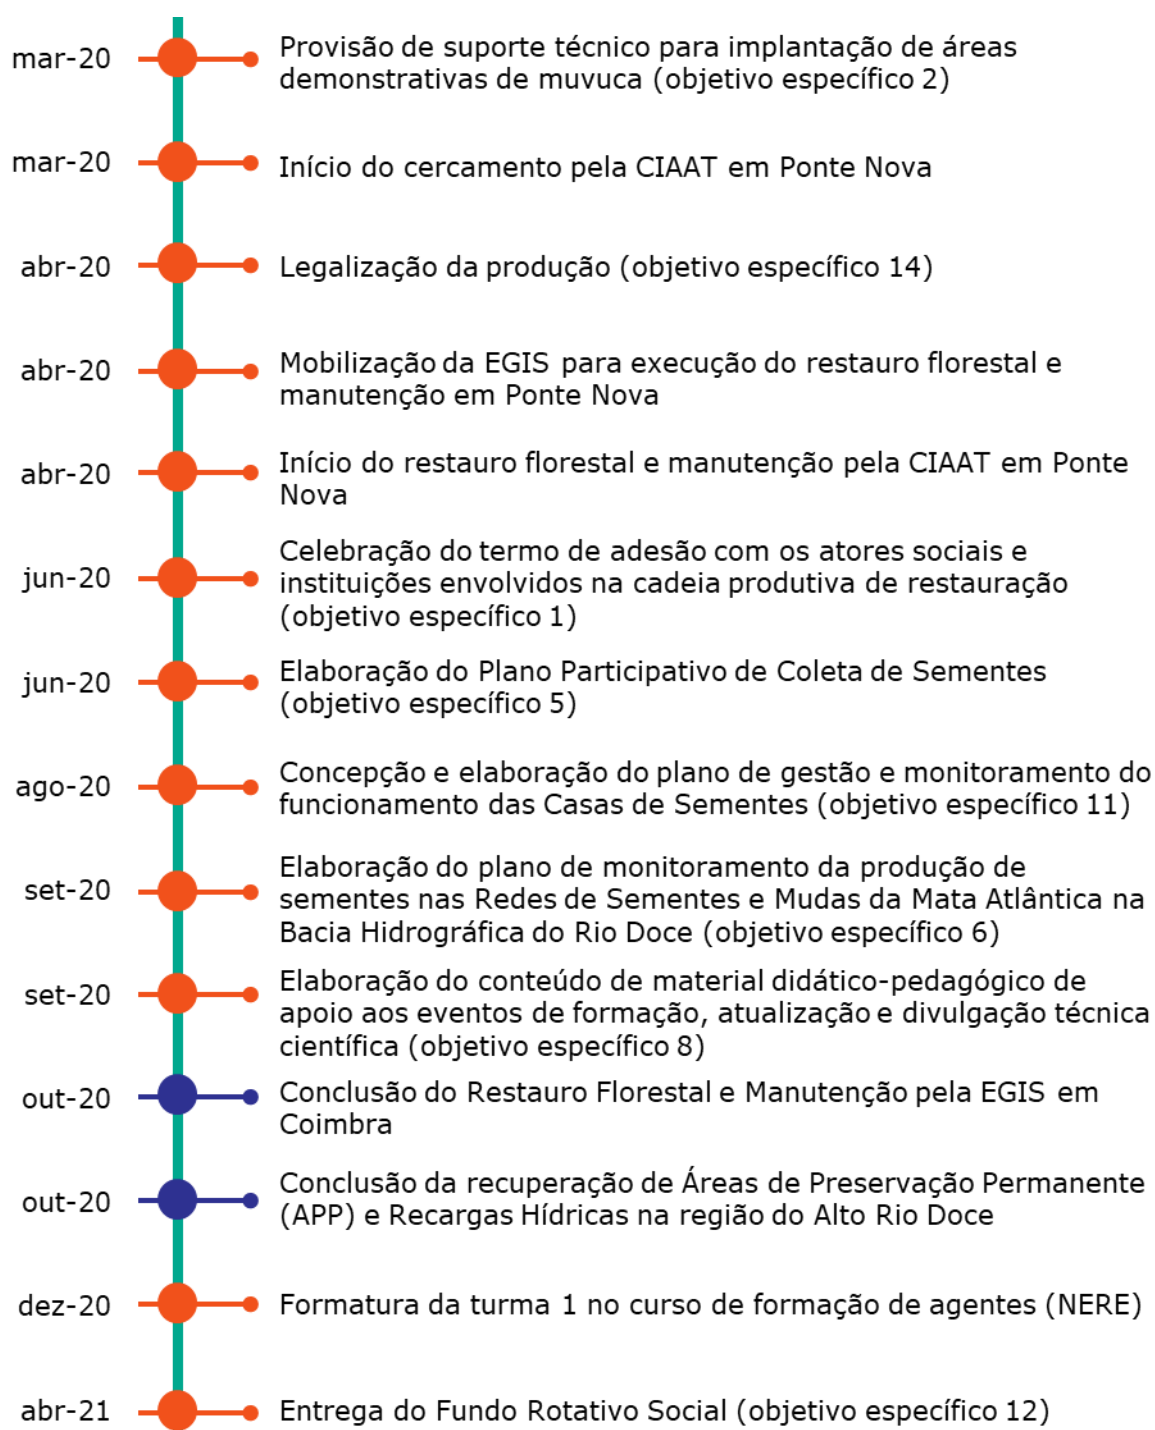 mar-20
Provisão de suporte técnico para implantação de áreas
demonstrativas de muvuca (objetivo específico 2)
mar-20
Início do cercamento pela CIAAT em Ponte Nova
abr-20
Legalização da produção (objetivo específico 14)
abr-20
Mobilização da EGIS para execução do restauro florestal e
manutenção em Ponte Nova
abr-20
Início do restauro florestal e manutenção pela CIAAT em Ponte
Nova
jun-20
Celebração do termo de adesão com os atores sociais e
instituições envolvidos na cadeia produtiva de restauração
(objetivo específico 1)
jun-20
Elaboração do Plano Participativo de Coleta de Sementes
(objetivo específico 5)
ago-20
Concepção e elaboração do plano de gestão e monitoramento do
funcionamento das Casas de Sementes (objetivo específico 11)
set-20
Elaboração do plano de monitoramento da produção de
sementes nas Redes de Sementes e Mudas da Mata Atlântica na
Bacia Hidrográfica do Rio Doce (objetivo específico 6)
set-20
Elaboração do conteúdo de material didático-pedagógico de
apoio aos eventos de formação, atualização e divulgação técnica
científica (objetivo específico 8)
out-20
Conclusão do Restauro Florestal e Manutenção pela EGIS em
Coimbra
out-20
Conclusão da recuperação de Áreas de Preservação Permanente
(APP) e Recargas Hídricas na região do Alto Rio Doce
dez-20
Formatura da turma 1 no curso de formação de agentes (NERE)
abr-21
Entrega do Fundo Rotativo Social (objetivo específico 12)